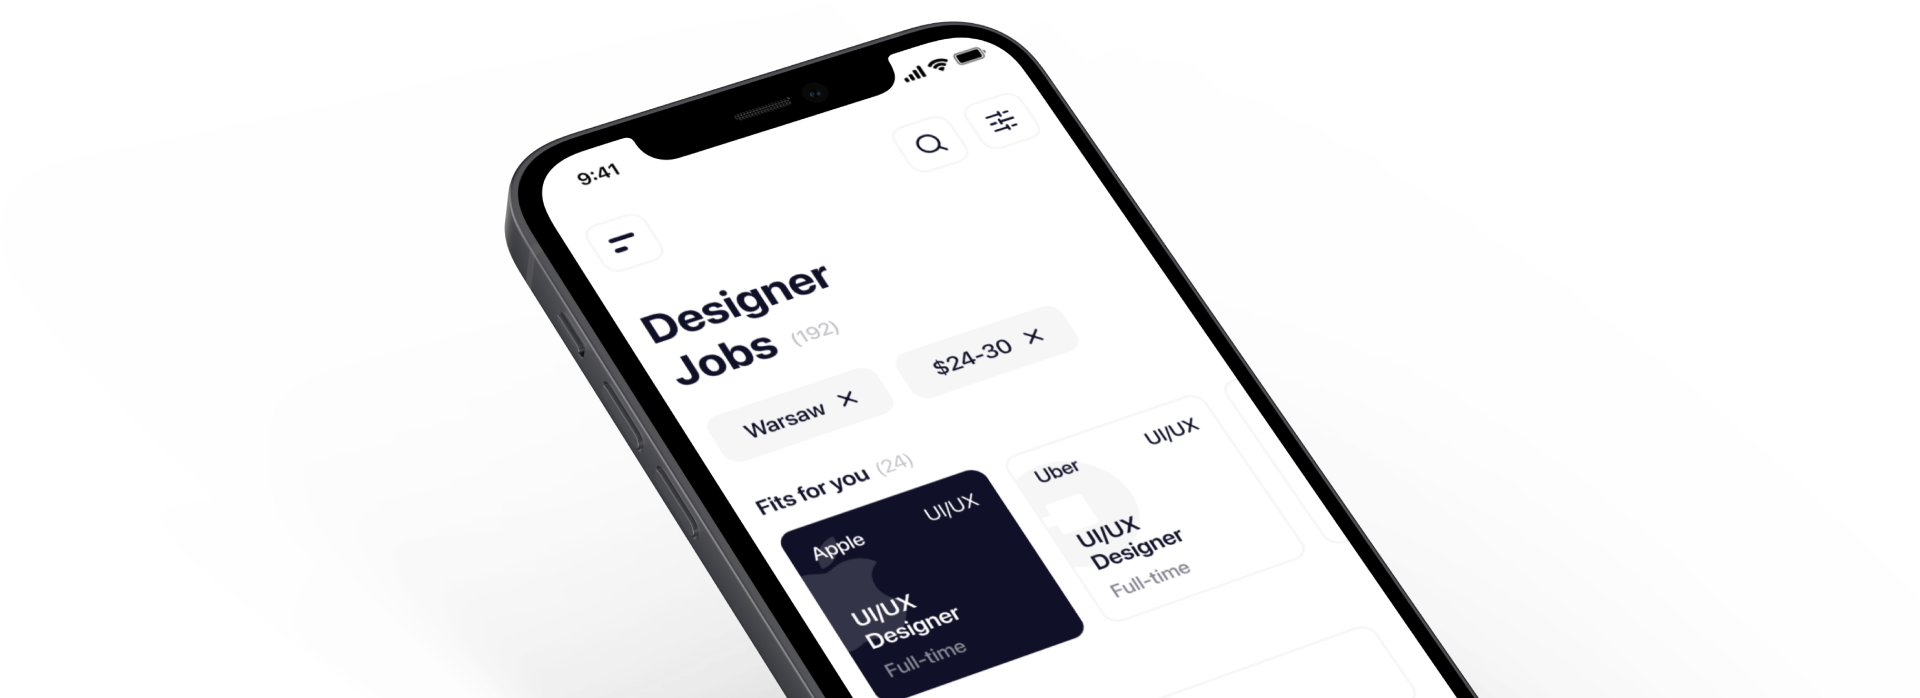 9:41
Designer
Jobs (192)
Warsaw
$24-30
Fits for you (24)
Apple
UI/UX
UI/UX
Designer
Full-time
Uber
UI/UX
UI/UX
Designer
Full-time